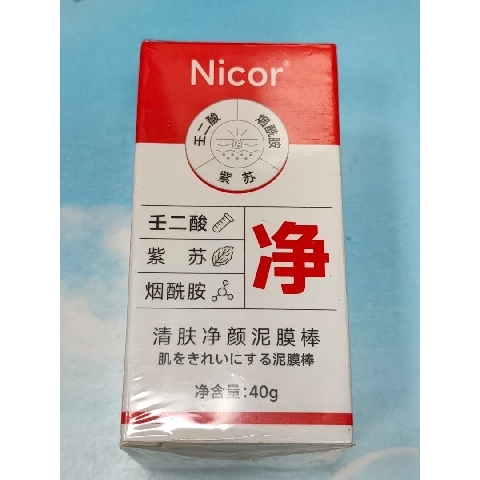 Nicor®
壬二酸
烟酰胺
紫苏
壬二酸
紫 苏
烟酰胺
净
清肤净颜泥膜棒
肌をきれいにする泥膜棒
净含量:40g